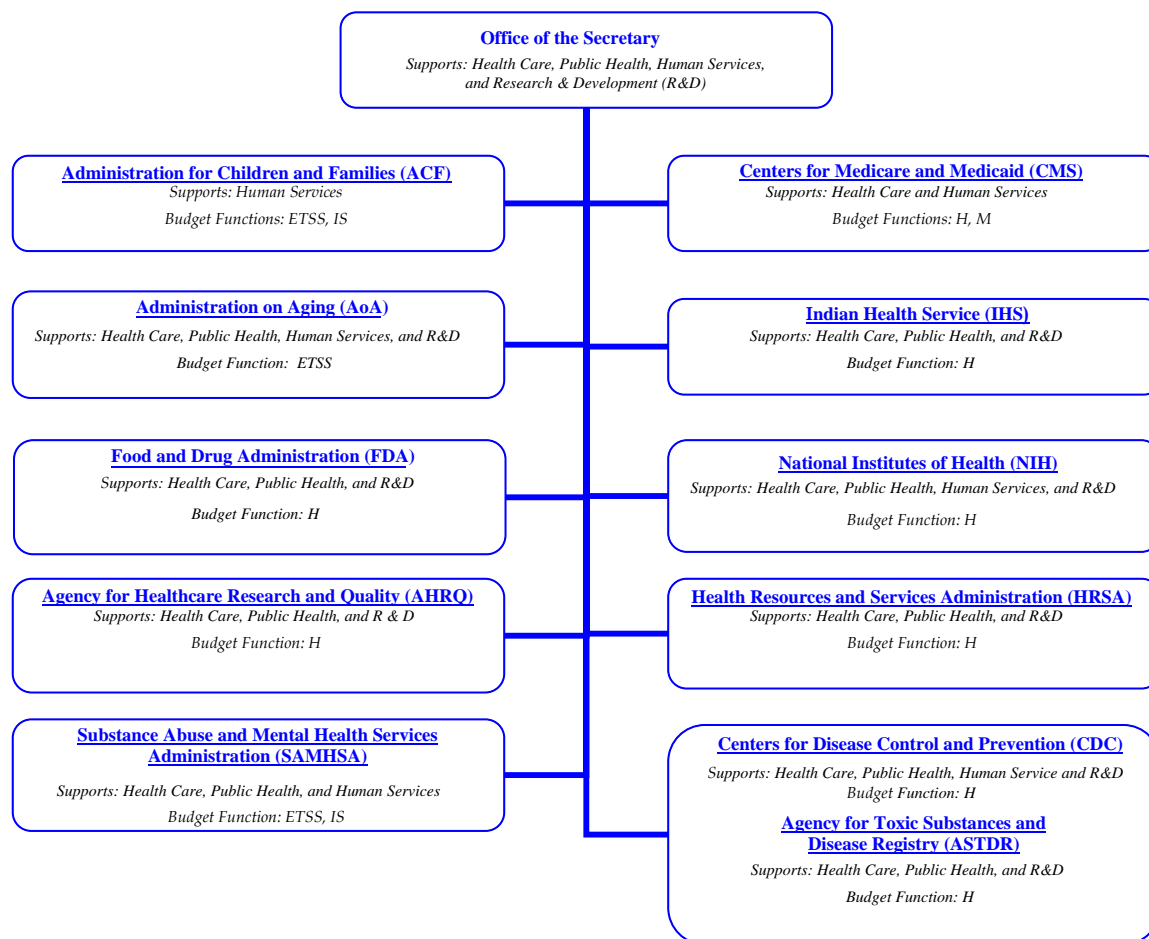 Office of the Secretary
Supports: Health Care, Public Health, Human Services,
and Research & Development (R&D)
Administration for Children and Families (ACF)
Supports: Human Services
Budget Functions: ETSS, IS
Centers for Medicare and Medicaid (CMS)
Supports: Health Care and Human Services
Budget Functions: H, M
Administration on Aging (AoA)
Supports: Health Care, Public Health, Human Services, and R&D
Budget Function: ETSS
Indian Health Service (IHS)
Supports: Health Care, Public Health, and R&D
Budget Function: H
Food and Drug Administration (FDA)
Supports: Health Care, Public Health, and R&D
Budget Function: H
National Institutes of Health (NIH)
Supports: Health Care, Public Health, Human Services, and R&D
Budget Function: H
Agency for Healthcare Research and Quality (AHRQ)
Supports: Health Care, Public Health, and R & D
Budget Function: H
Health Resources and Services Administration (HRSA)
Supports: Health Care, Public Health, and R&D
Budget Function: H
Substance Abuse and Mental Health Services
Administration (SAMHSA)
Supports: Health Care, Public Health, and Human Services
Budget Function: ETSS, IS
Centers for Disease Control and Prevention (CDC)
Supports: Health Care, Public Health, Human Service and R&D
Budget Function: H
Agency for Toxic Substances and
Disease Registry (ASTDR)
Supports: Health Care, Public Health, and R&D
Budget Function: H